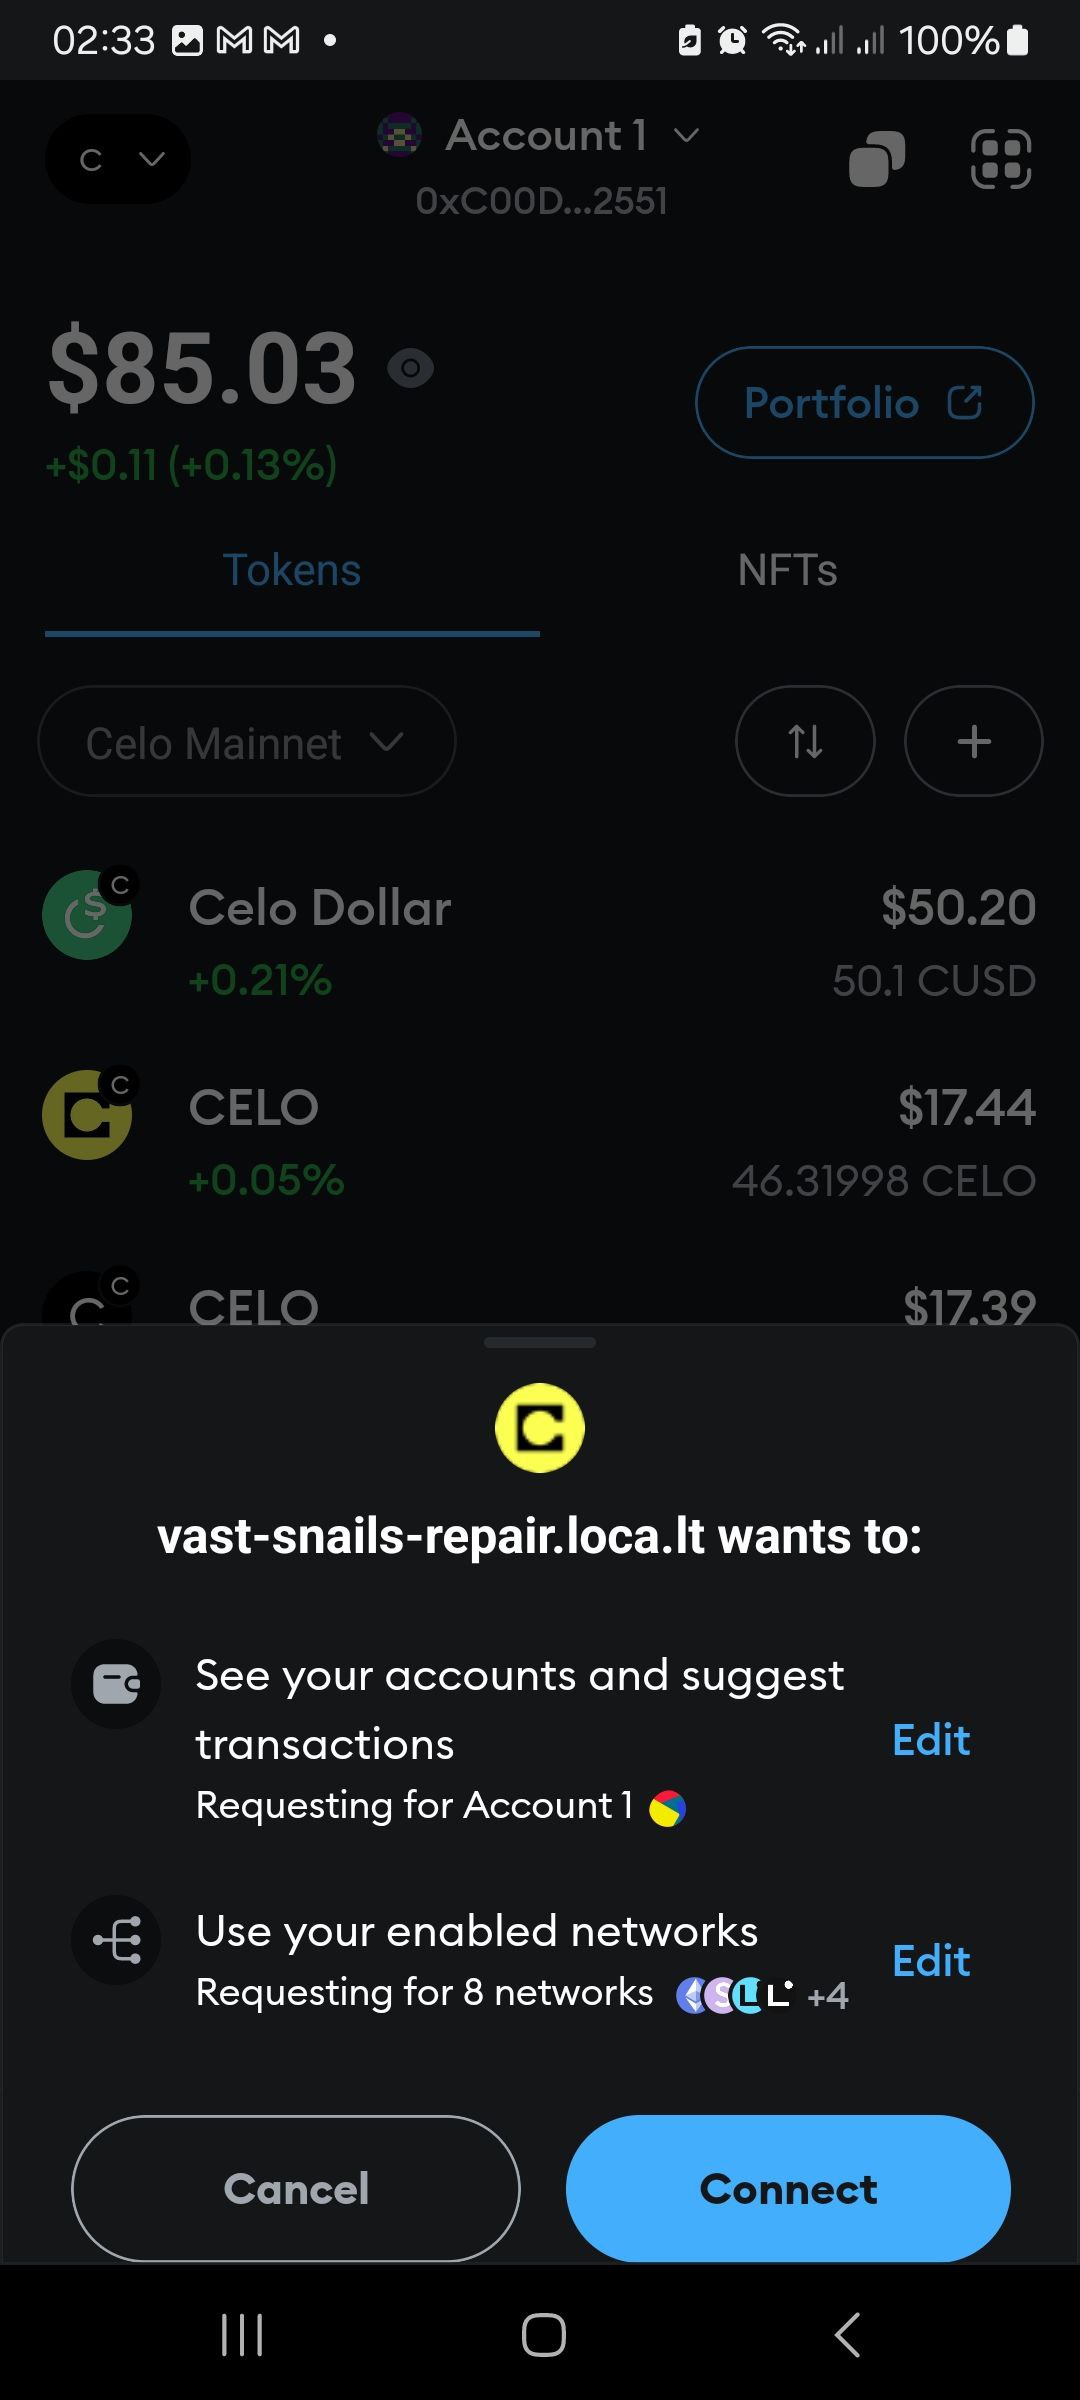 02:33
100%
C
Account 1
0xC00D...2551
$85.03
+$0.11 (+0.13%)
Portfolio
Tokens
NFTs
Celo Mainnet
C
Celo Dollar
$50.20
+0.21%
50.1 CUSD
C
CELO
$17.44
+0.05%
46.31998 CELO
C
CELO
$17.39
vast-snails-repair.loca.lt wants to:
See your accounts and suggest
transactions
Edit
Requesting for Account 1
Use your enabled networks
Edit
Requesting for 8 networks
+4
Cancel
Connect